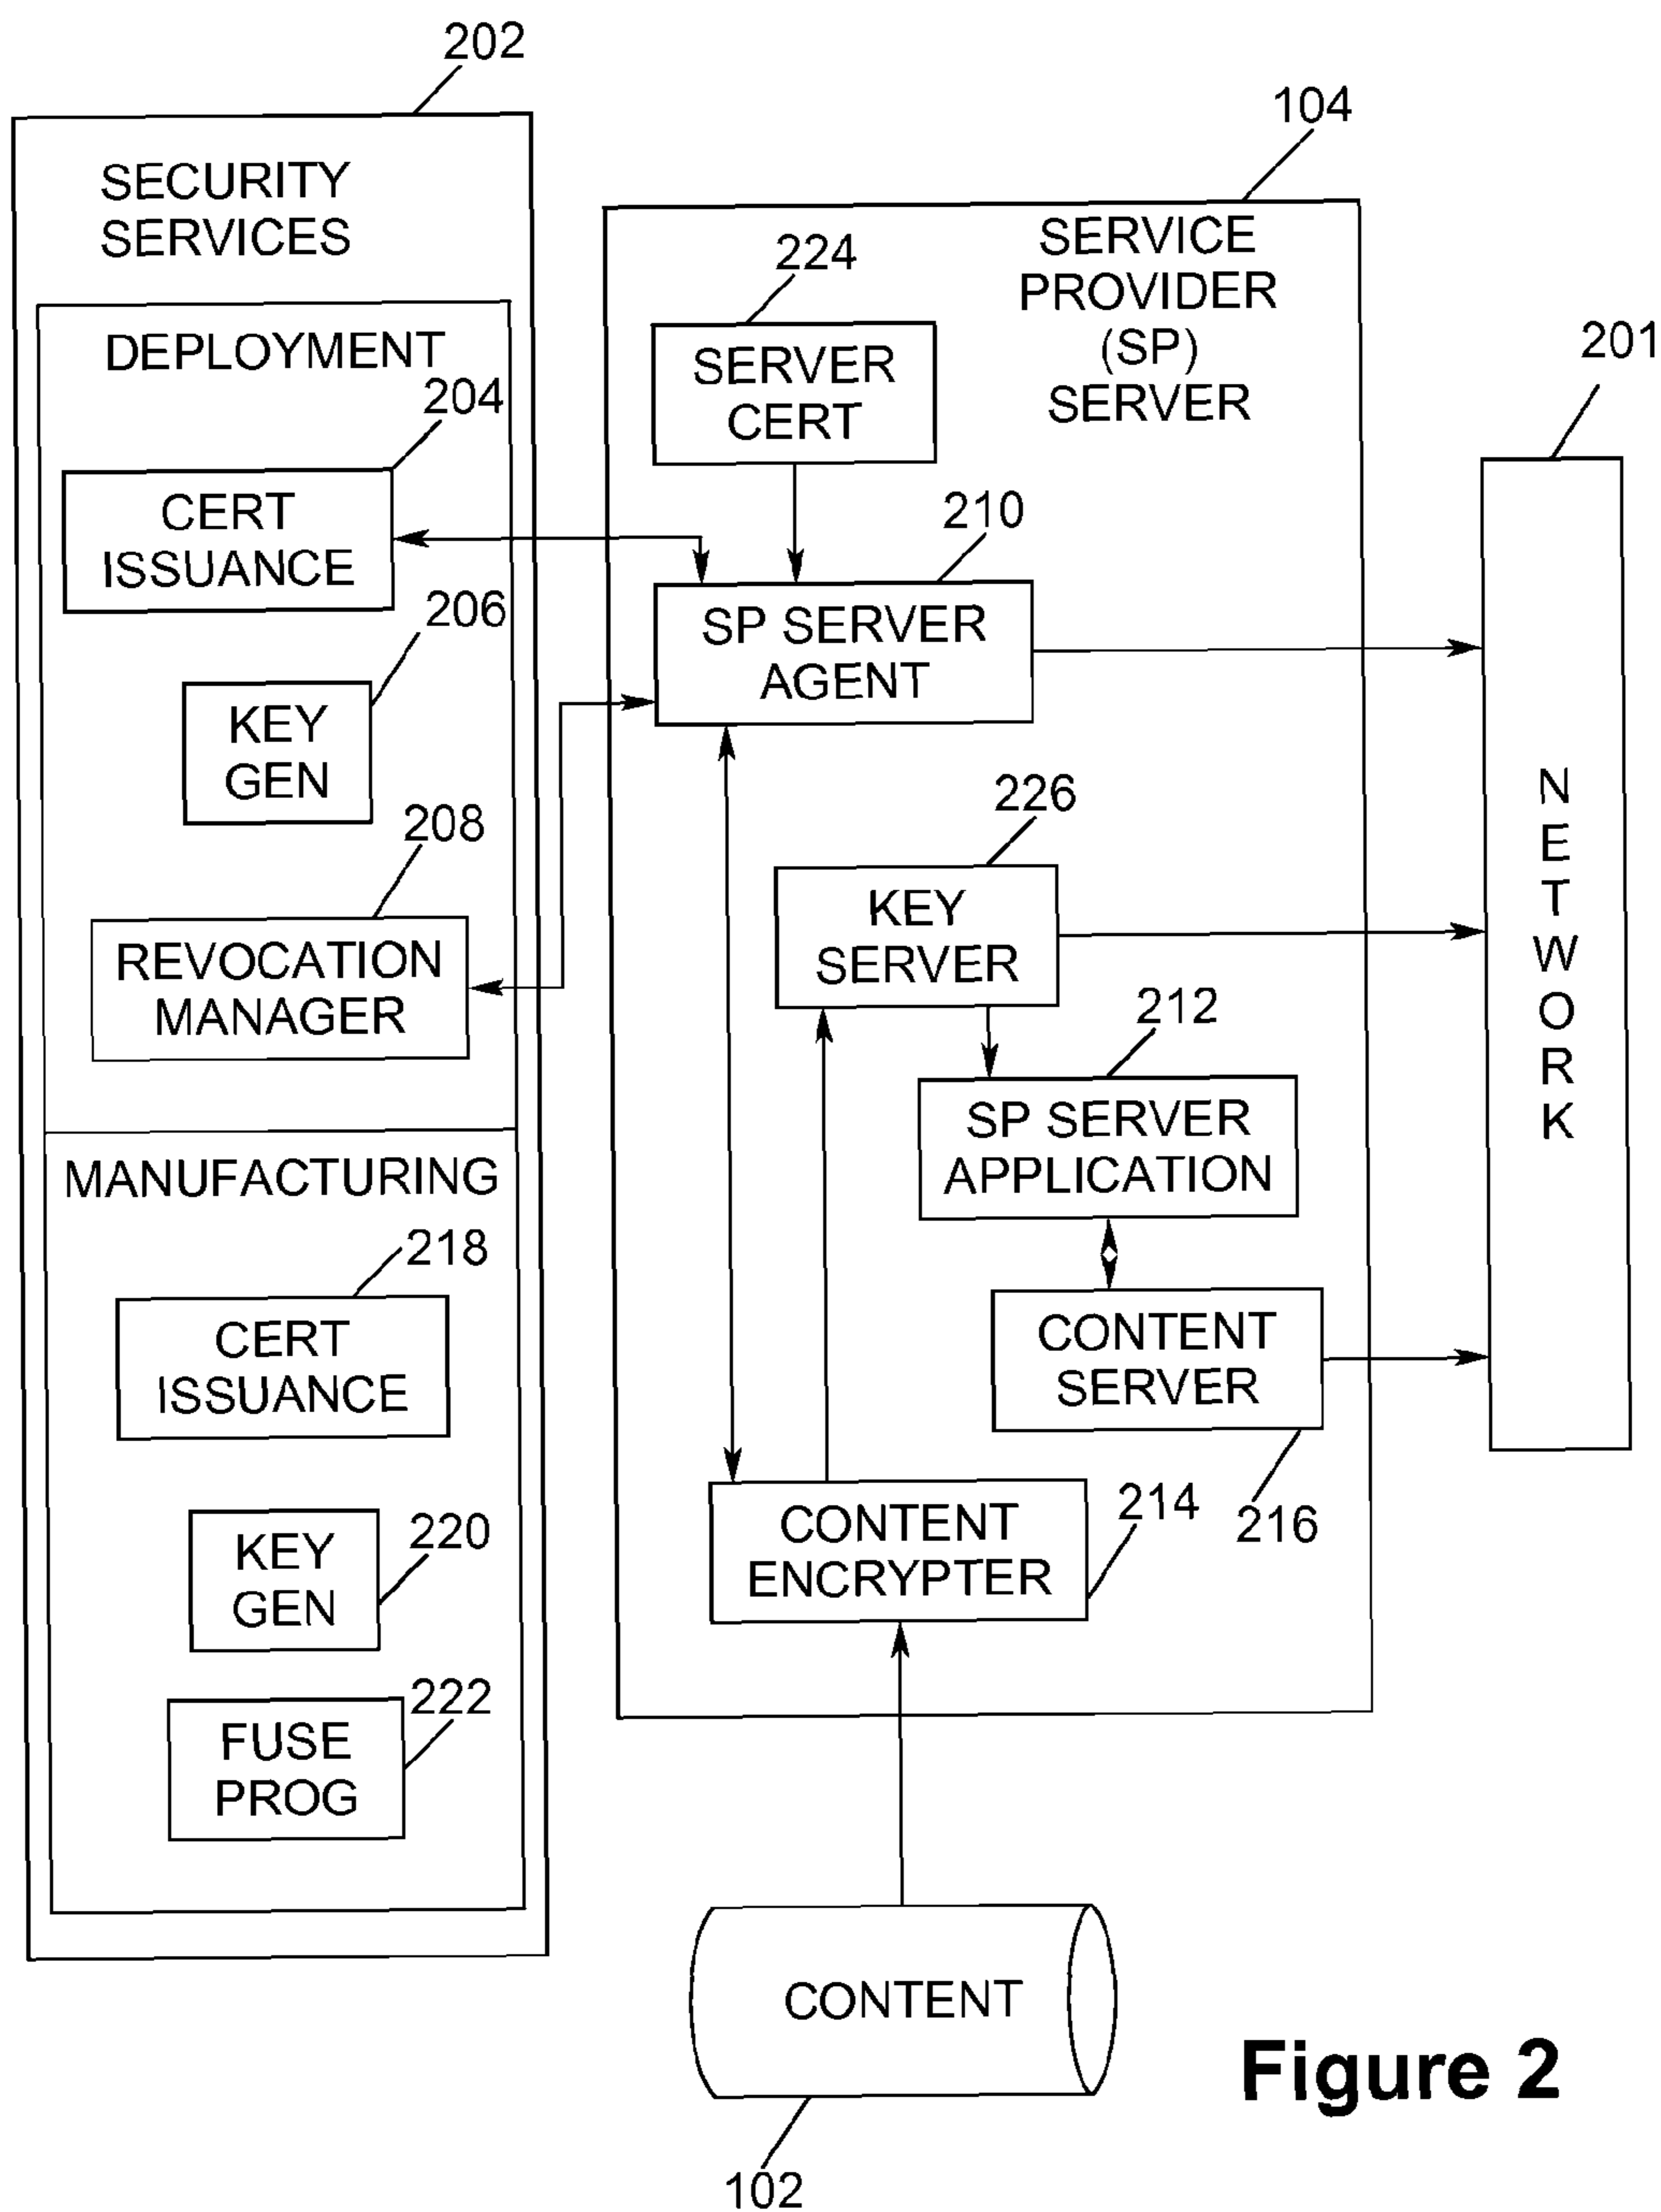 202
SECURITY
SERVICES
DEPLOYMENT
204
CERT
ISSUANCE
206
KEY
GEN
208
REVOCATION
MANAGER
MANUFACTURING
218
CERT
ISSUANCE
220
KEY
GEN
222
FUSE
PROG
104
SERVICE
PROVIDER
(SP)
SERVER
224
SERVER
CERT
210
SP SERVER
AGENT
226
KEY
SERVER
212
SP SERVER
APPLICATION
CONTENT
SERVER
216
214
CONTENT
ENCRYPTER
201
N
E
T
W
O
R
K
CONTENT
102
Figure 2